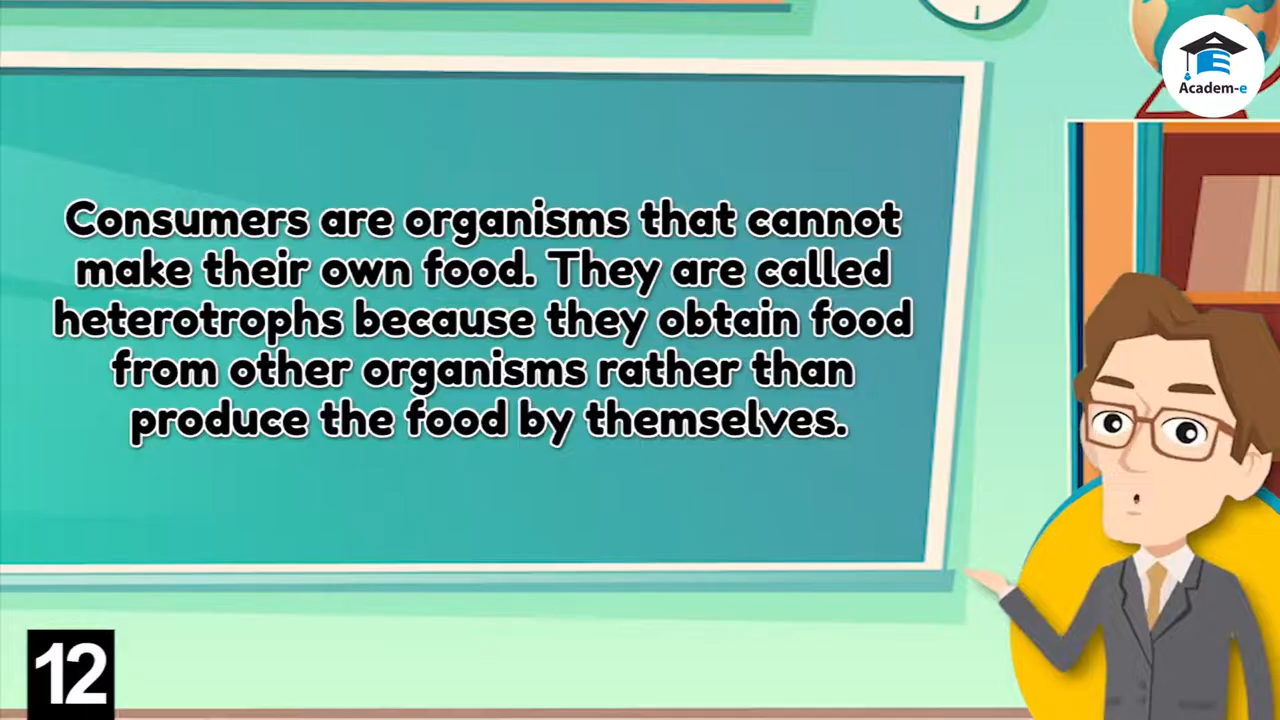 Academ-e
Consumers are organisms that cannot
make their own food. They are called
heterotrophs because they obtain food
from other organisms rather than
produce the food by themselves.
12